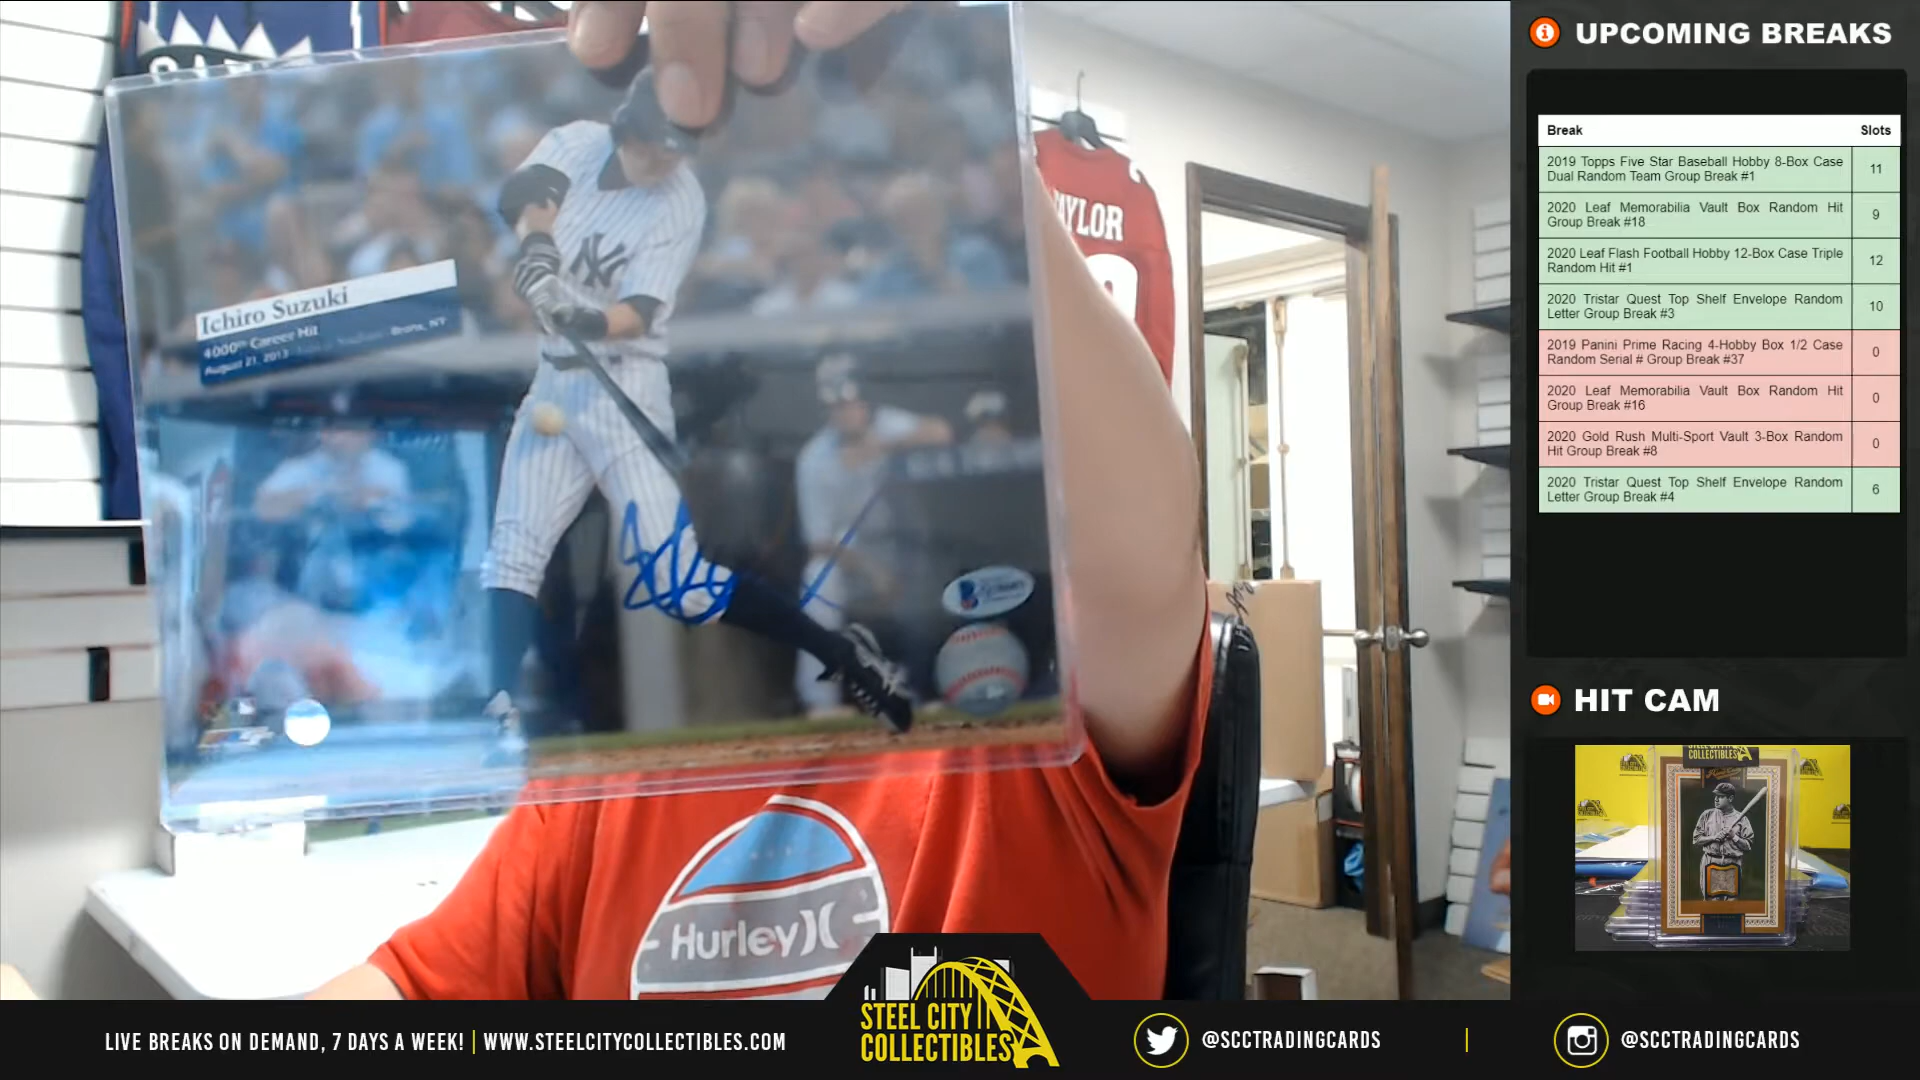 Ichiro Suzuki
4000th Career Hit
August 21, 2013 Yankee Stadium - Bronx, NY
AYLOR
Hurley
UPCOMING BREAKS
Break Slots
2019 Topps Five Star Baseball Hobby 8-Box Case
Dual Random Team Group Break #1
11
2020 Leaf Memorabilia Vault Box Random Hit
Group Break #18
9
2020 Leaf Flash Football Hobby 12-Box Case Triple
Random Hit #1
12
2020 Tristar Quest Top Shelf Envelope Random
Letter Group Break #3
10
2019 Panini Prime Racing 4-Hobby Box 1/2 Case
Random Serial # Group Break #37
0
2020 Leaf Memorabilia Vault Box Random Hit
Group Break #16
0
2020 Gold Rush Multi-Sport Vault 3-Box Random
Hit Group Break #8
0
2020 Tristar Quest Top Shelf Envelope Random
Letter Group Break #4
6
HIT CAM
COLLECTIBLES
LIVE BREAKS ON DEMAND, 7 DAYS A WEEK! | WWW.STEELCITYCOLLECTIBLES.COM
STEEL CITY
COLLECTIBLES
@SCCTRADINGCARDS
@SCCTRADINGCARDS